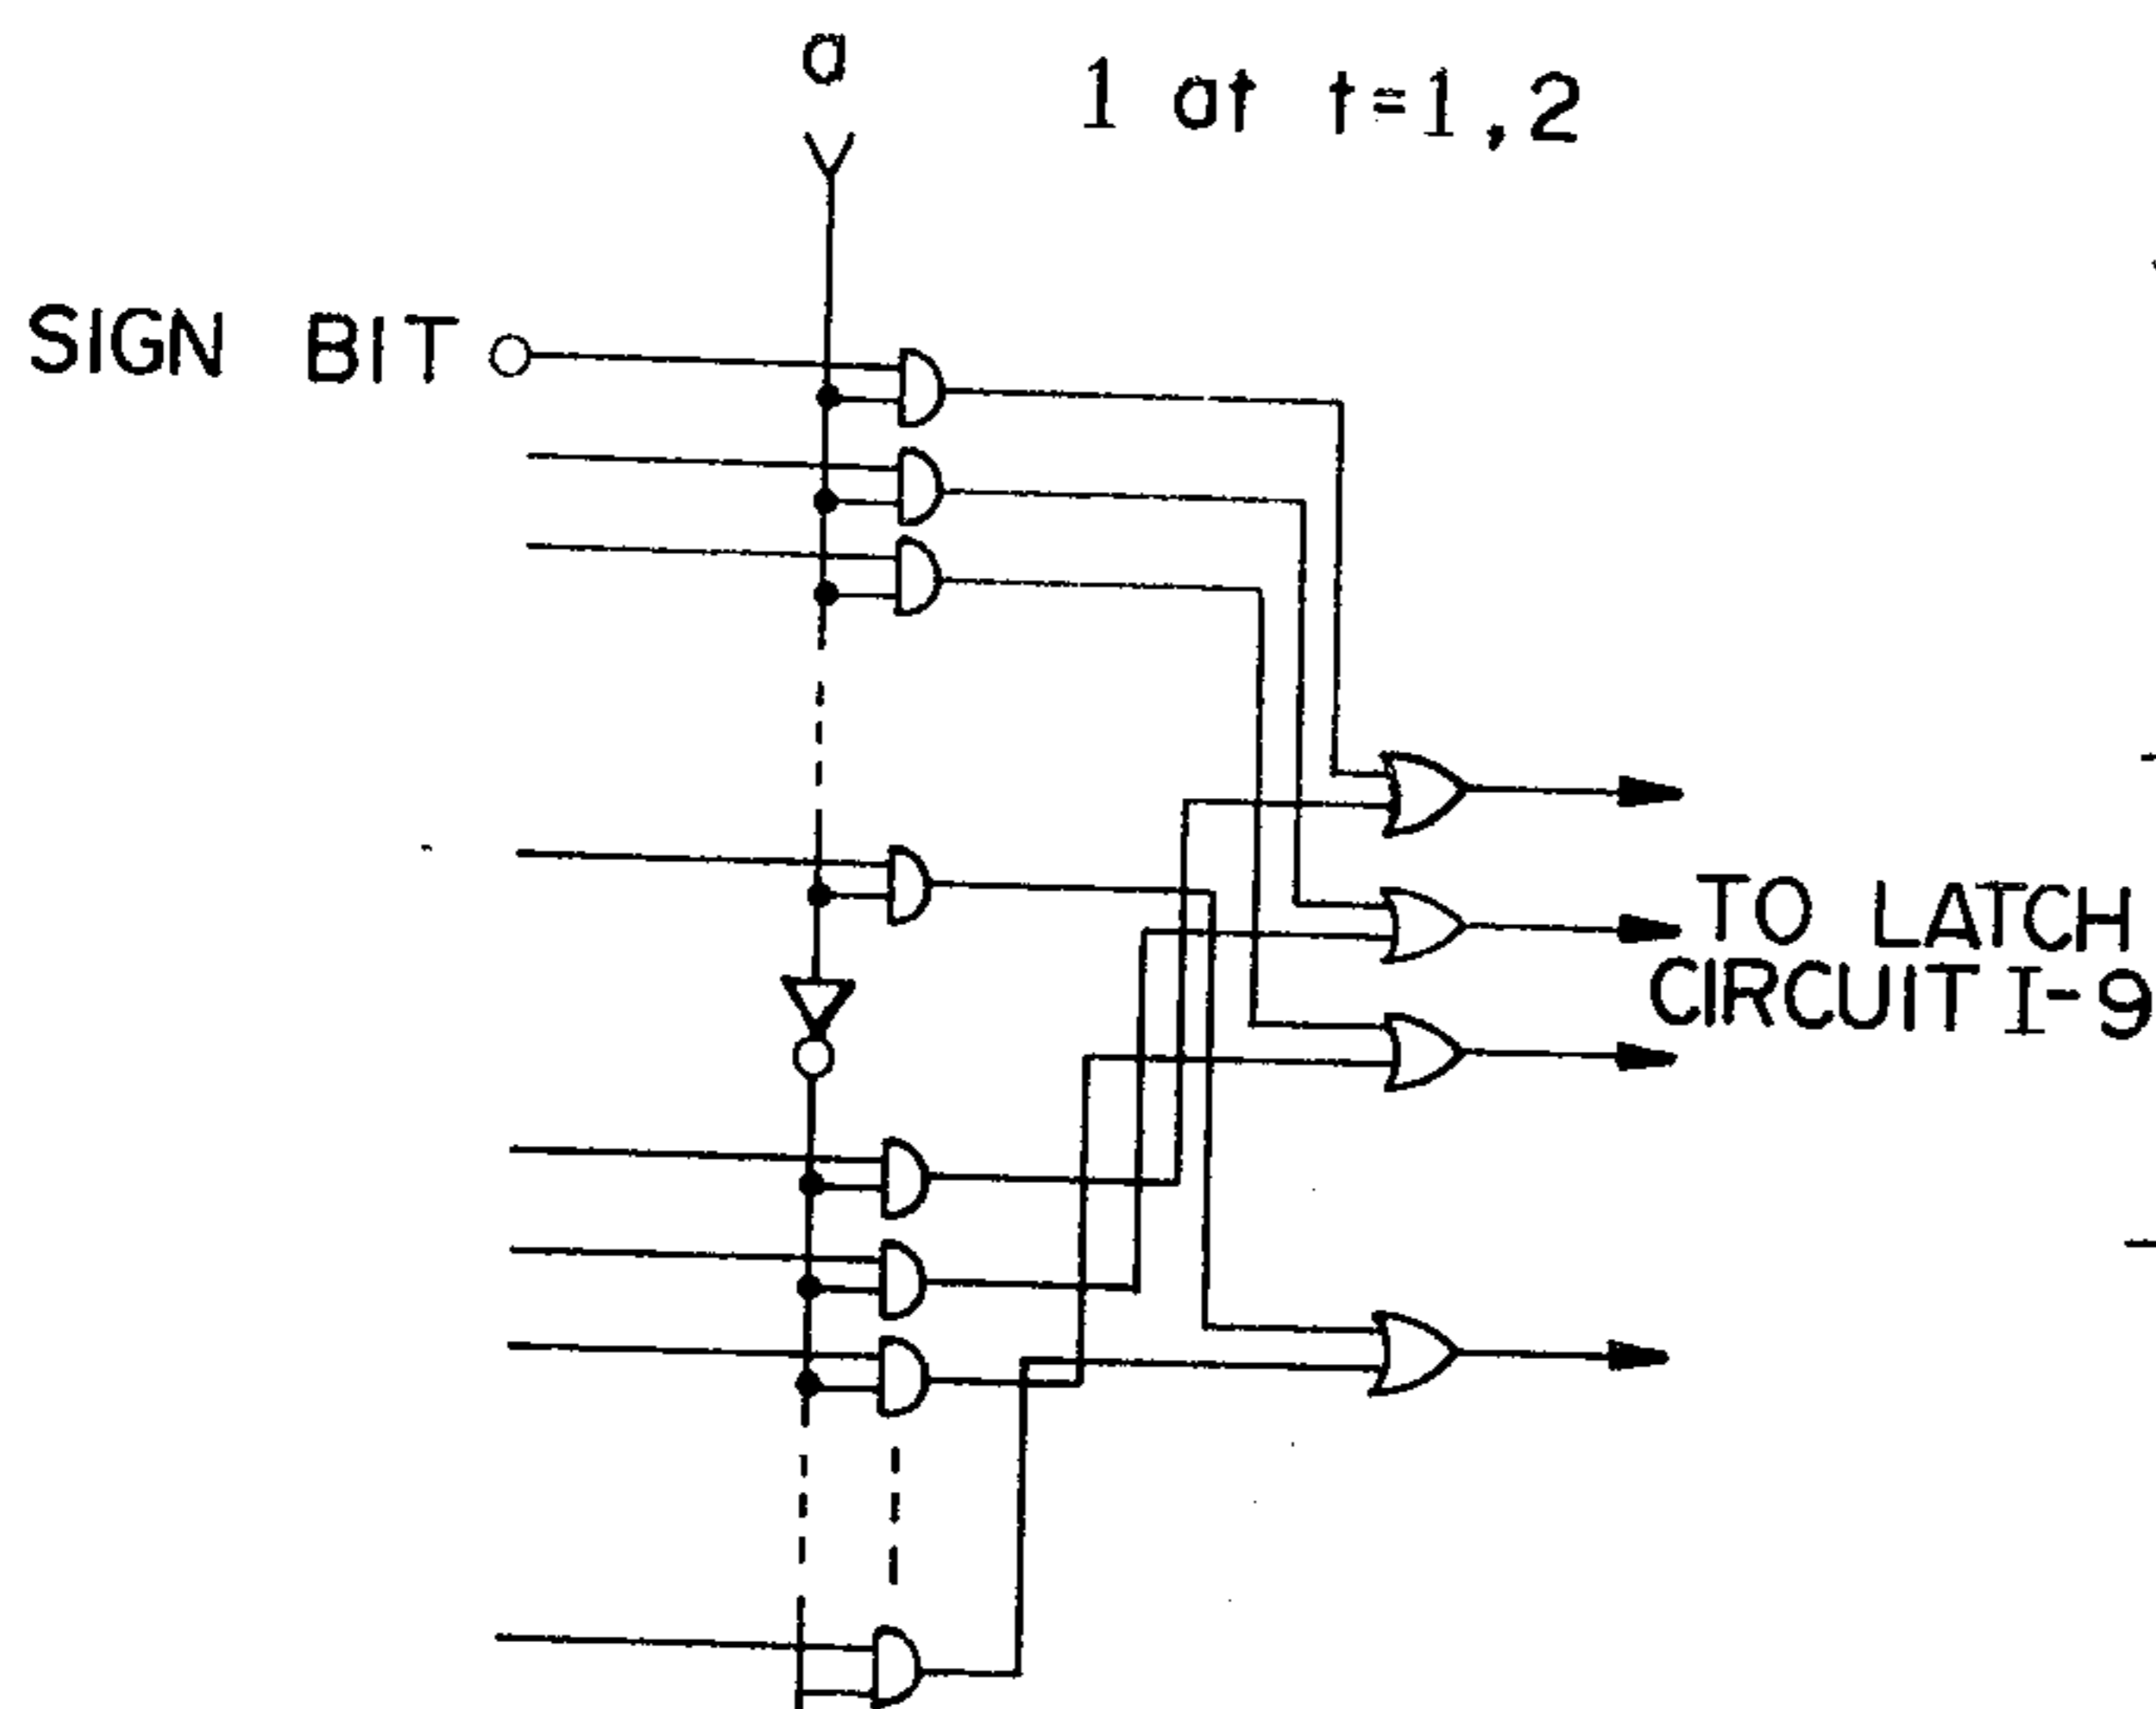 a
1 at t=1,2
SIGN BIT
TO LATCH
CIRCUIT I-9